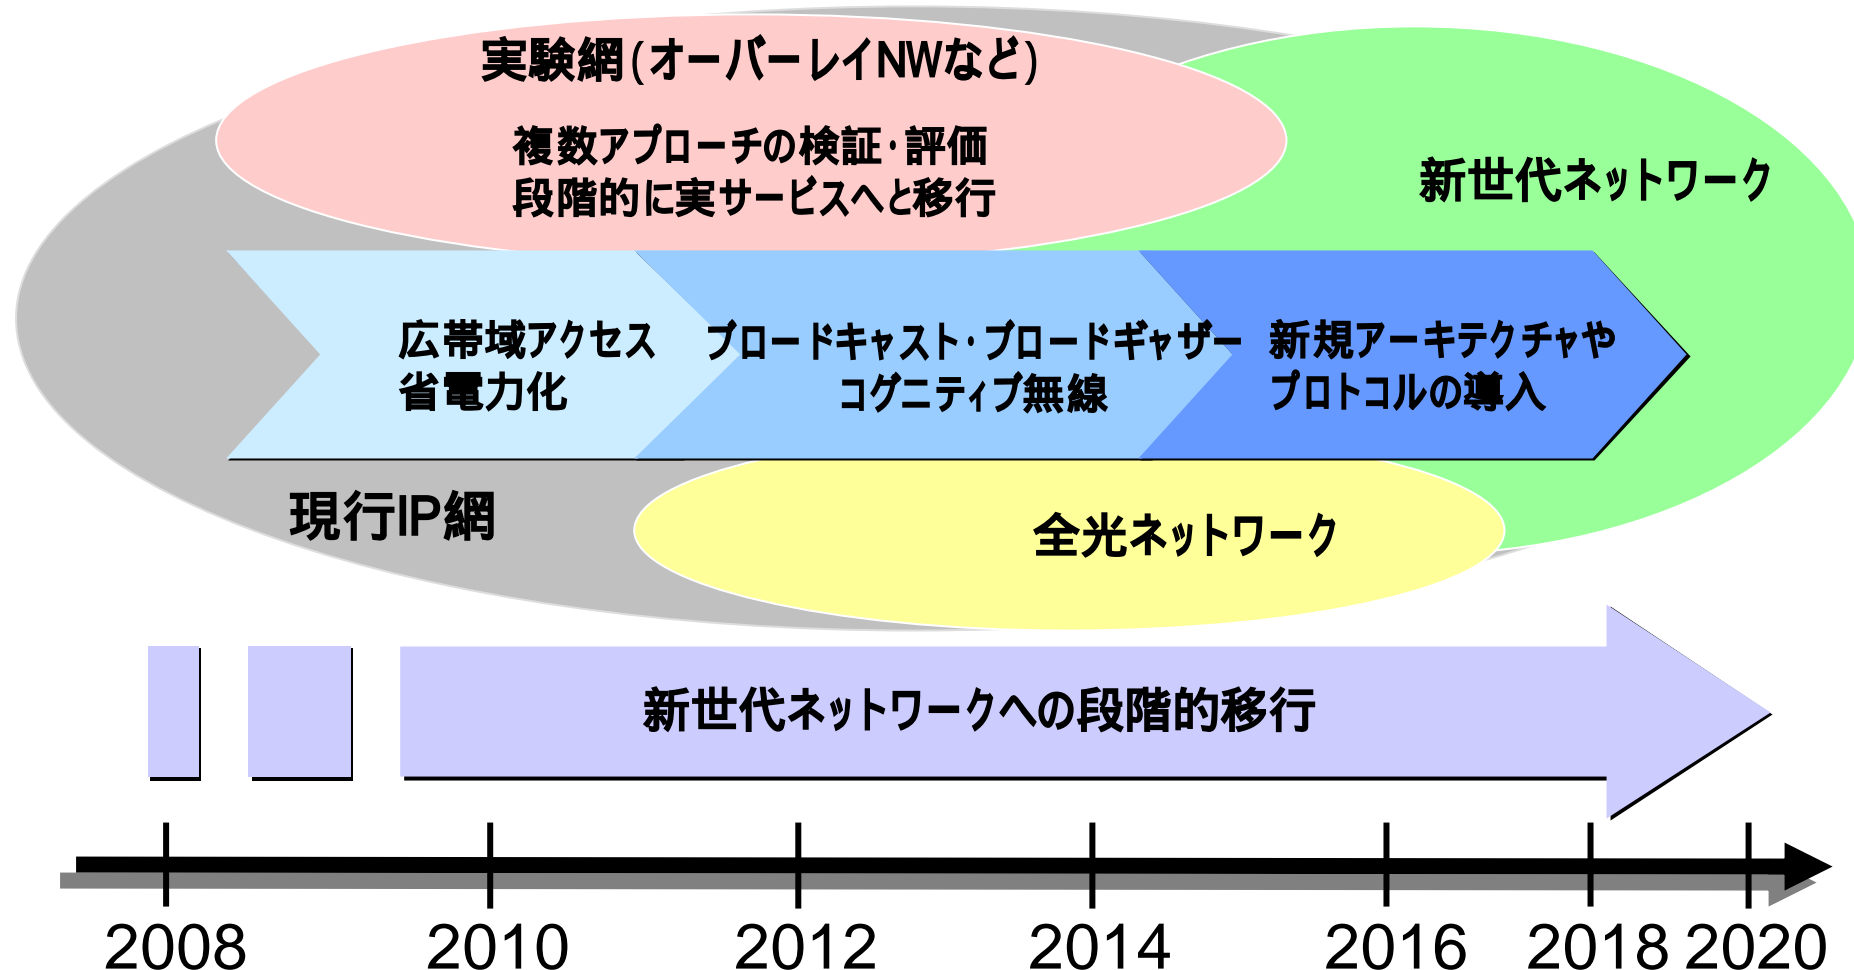 実験網(オーバーレイNWなど)
複数アプローチの検証・評価
段階的に実サービスへと移行
新世代ネットワーク
広帯域アクセス
省電力化
ブロードキャスト・ブロードギャザー
コグニティブ無線
新規アーキテクチャや
プロトコルの導入
現行IP網
全光ネットワーク
新世代ネットワークへの段階的移行
2008 2010 2012 2014 2016 2018 2020